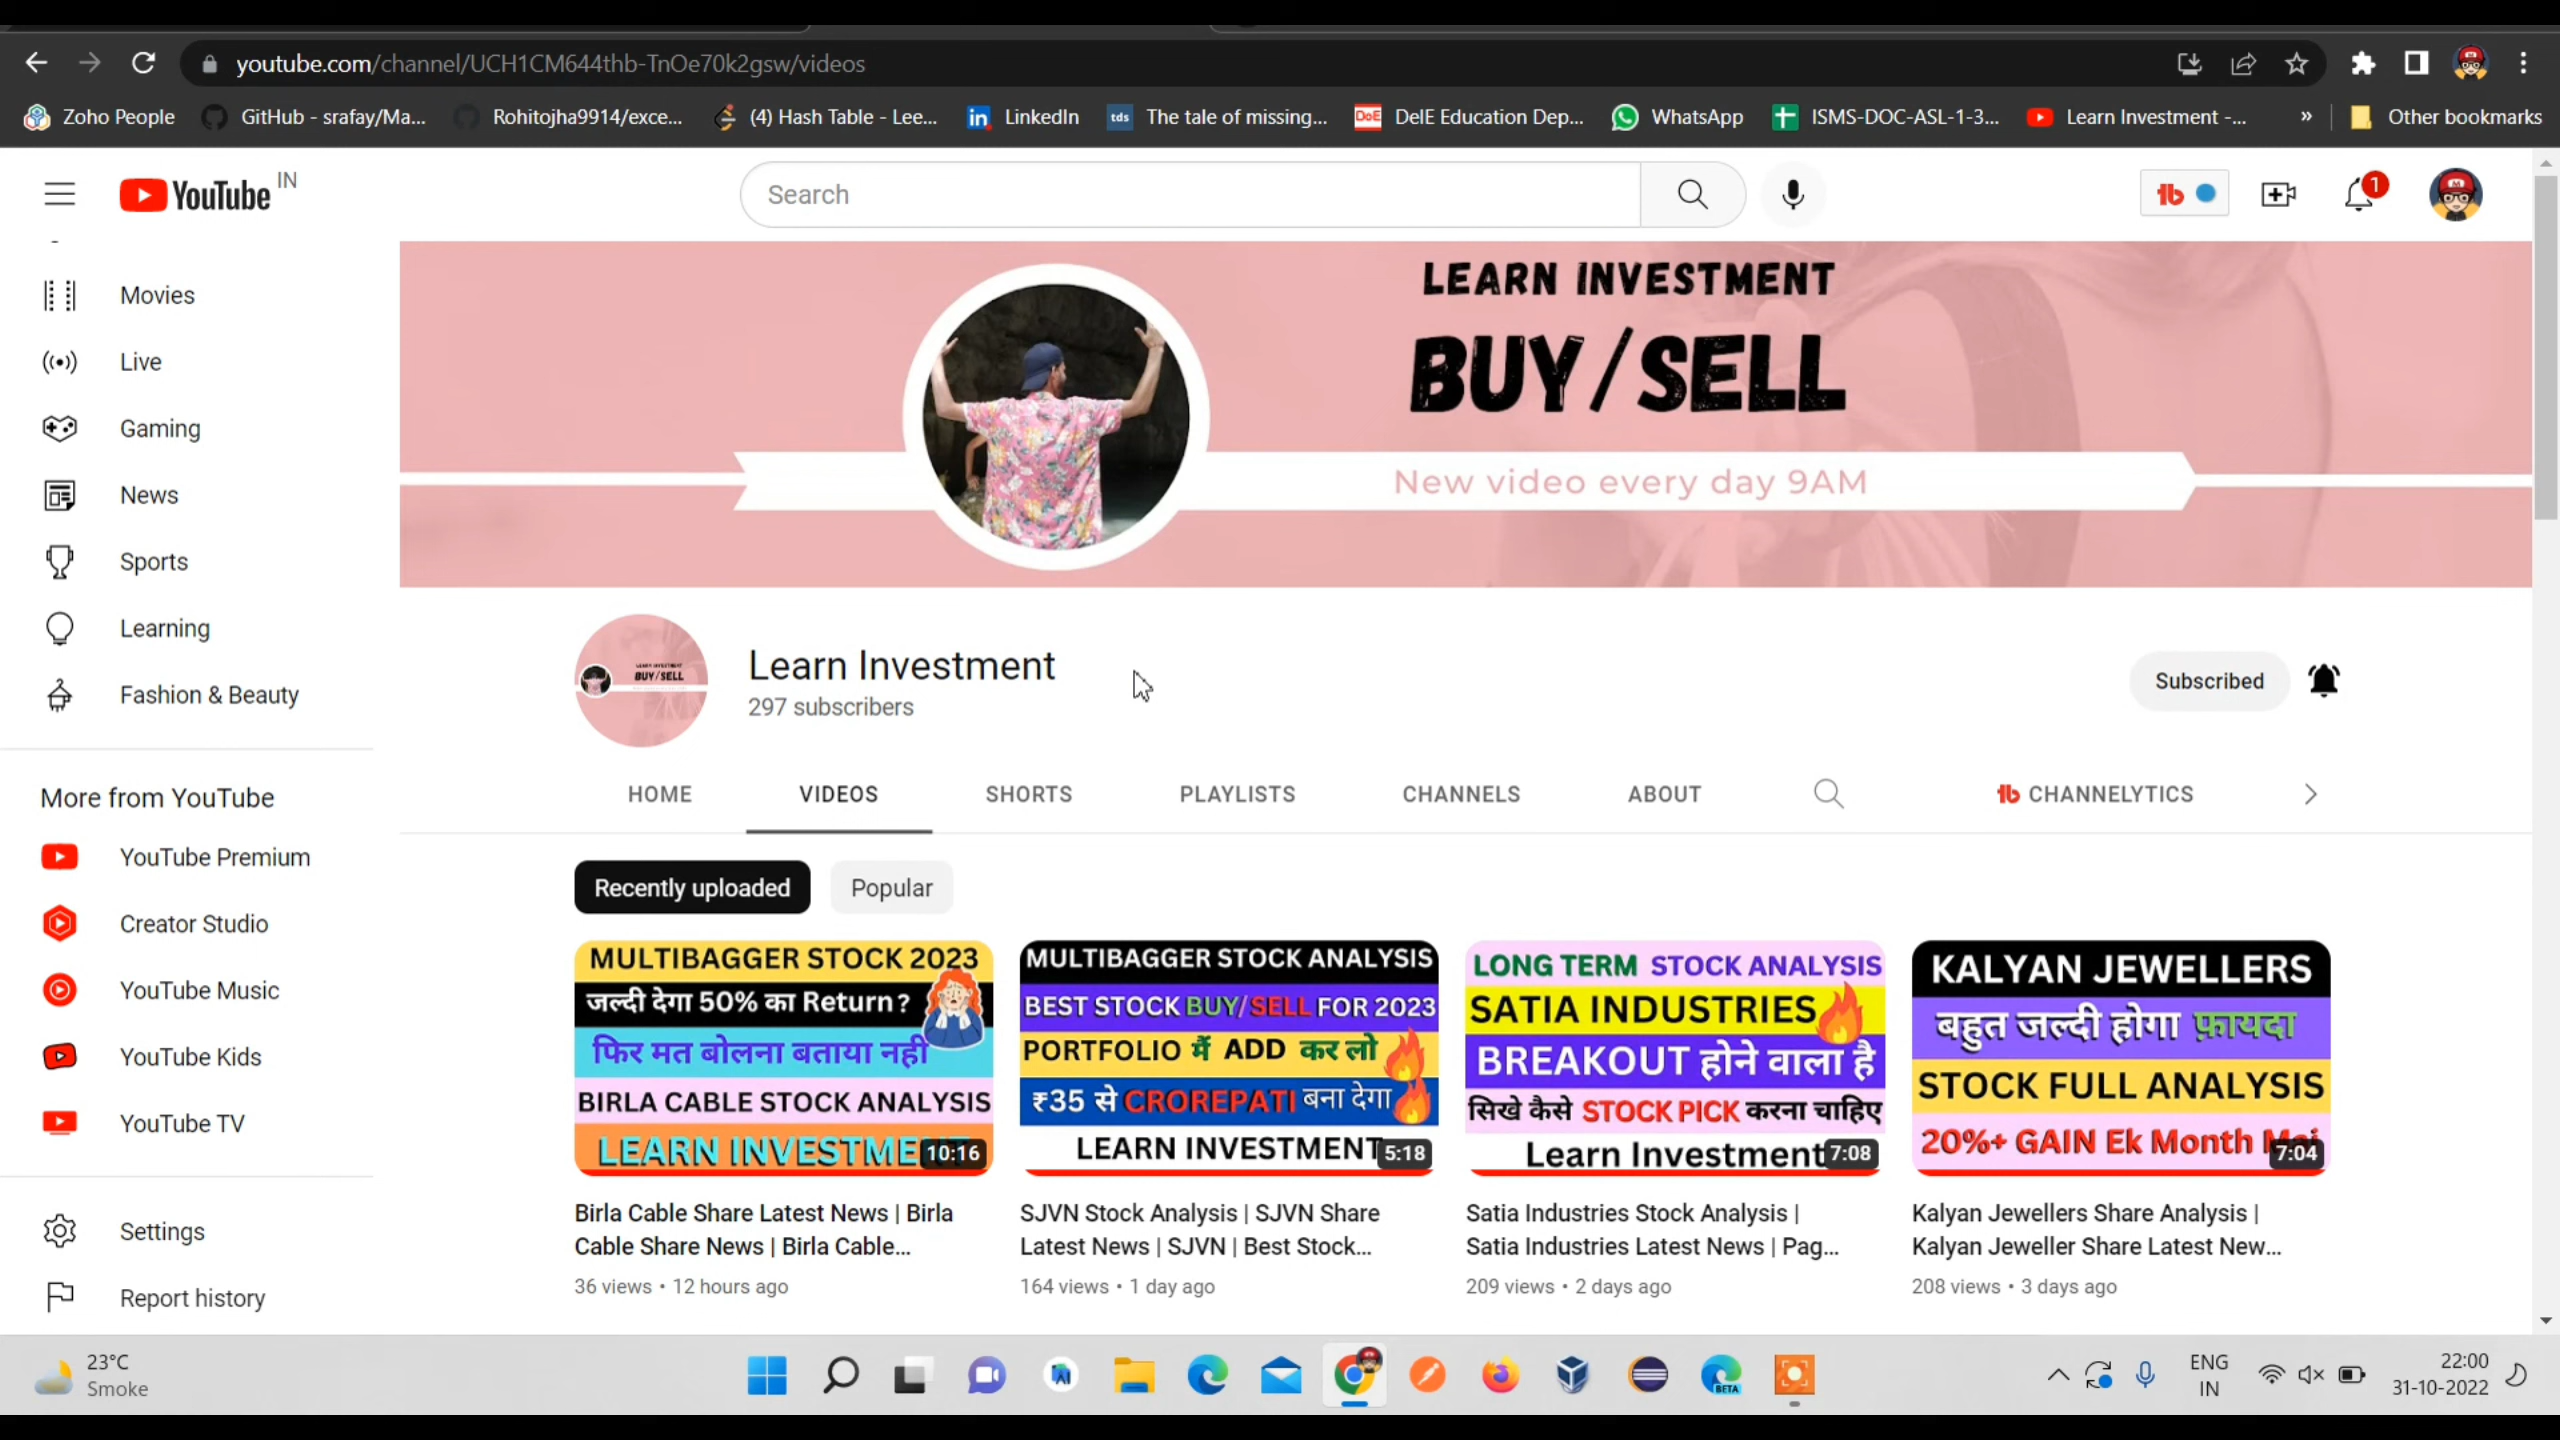 youtube.com/channel/UCH1CM644thb-TnOe70k2gsw/videos
Zoho People
GitHub - srafay/Ma...
Rohitojha9914/exce...
(4) Hash Table - Lee...
LinkedIn
tds
The tale of missing...
DoE
DelE Education Dep...
WhatsApp
ISMS-DOC-ASL-1-3...
Learn Investment -...
»
Other bookmarks
YouTube IN
Search
1
Movies
Live
Gaming
News
Sports
Learning
Fashion & Beauty
More from YouTube
YouTube Premium
Creator Studio
YouTube Music
YouTube Kids
YouTube TV
Settings
Report history
LEARN INVESTMENT
BUY/SELL
New video every day 9AM
LEARN INVESTMENT
BUY/SELL
Learn Investment
297 subscribers
Subscribed
HOME
VIDEOS
SHORTS
PLAYLISTS
CHANNELS
ABOUT
CHANNELYTICS
Recently uploaded
Popular
MULTIBAGGER STOCK 2023
जल्दी देगा 50% का Return ?
फिर मत बोलना बताया नहीं
BIRLA CABLE STOCK ANALYSIS
LEARN INVESTME
10:16
Birla Cable Share Latest News | Birla
Cable Share News | Birla Cable...
36 views • 12 hours ago
MULTIBAGGER STOCK ANALYSIS
BEST STOCK BUY/SELL FOR 2023
PORTFOLIO मैं ADD कर लो
₹35 से CROREPATI बना देगा
LEARN INVESTMENT
5:18
SJVN Stock Analysis | SJVN Share
Latest News | SJVN | Best Stock...
164 views • 1 day ago
LONG TERM STOCK ANALYSIS
SATIA INDUSTRIES
BREAKOUT होने वाला है
सिखे कैसे STOCK PICK करना चाहिए
Learn Investment
7:08
Satia Industries Stock Analysis |
Satia Industries Latest News | Pag...
209 views • 2 days ago
KALYAN JEWELLERS
बहुत जल्दी होगा फ़ायदा
STOCK FULL ANALYSIS
20%+ GAIN Ek Month Mai
7:04
Kalyan Jewellers Share Analysis |
Kalyan Jeweller Share Latest New...
208 views • 3 days ago
23°C
Smoke
BETA
ENG
IN
22:00
31-10-2022